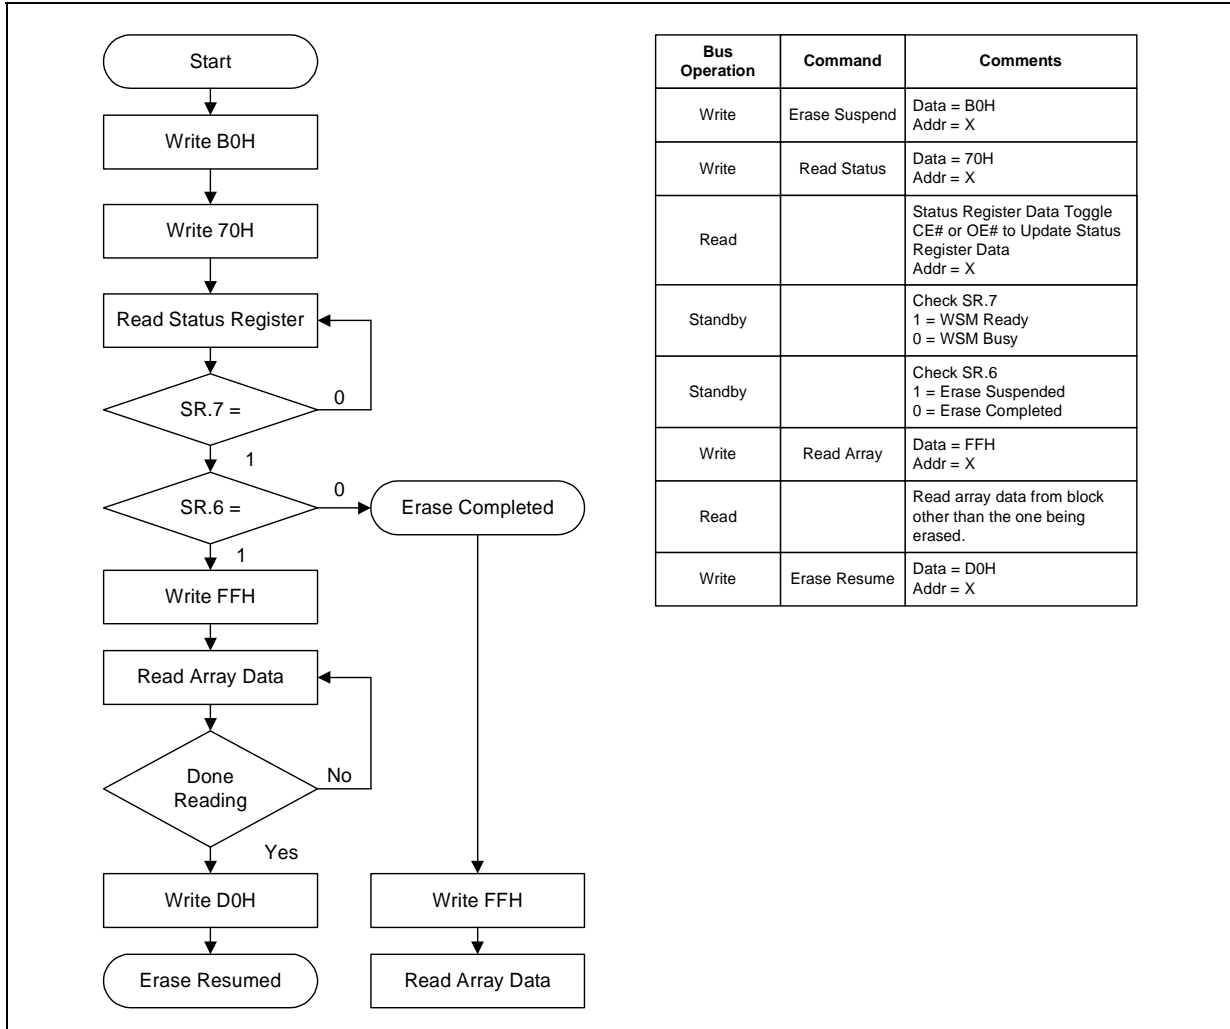 Start
Write B0H
Write 70H
Read Status Register
SR.7 =
0
1
SR.6 =
0
Erase Completed
1
Write FFH
Read Array Data
Done
Reading
No
Yes
Write D0H
Write FFH
Erase Resumed
Read Array Data
Bus
Operation
Command
Comments
Write
Erase Suspend
Data = B0H
Addr = X
Write
Read Status
Data = 70H
Addr = X
Read
Status Register Data Toggle
CE# or OE# to Update Status
Register Data
Addr = X
Standby
Check SR.7
1 = WSM Ready
0 = WSM Busy
Standby
Check SR.6
1 = Erase Suspended
0 = Erase Completed
Write
Read Array
Data = FFH
Addr = X
Read
Read array data from block
other than the one being
erased.
Write
Erase Resume
Data = D0H
Addr = X